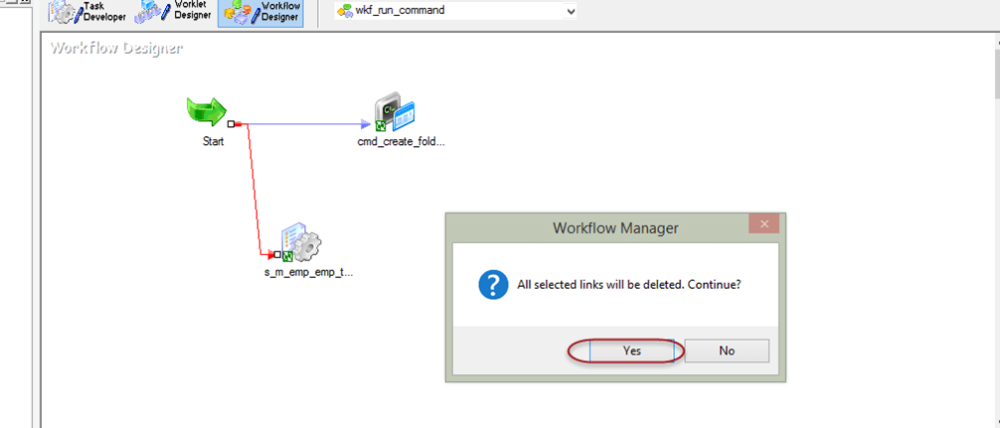 Task
Developer
Worklet
Designer
Workflow
Designer
wkf_run_command
Workflow Designer
Start
cmd_create_fold...
s_m_emp_emp_t...
Workflow Manager
All selected links will be deleted. Continue?
Yes
No